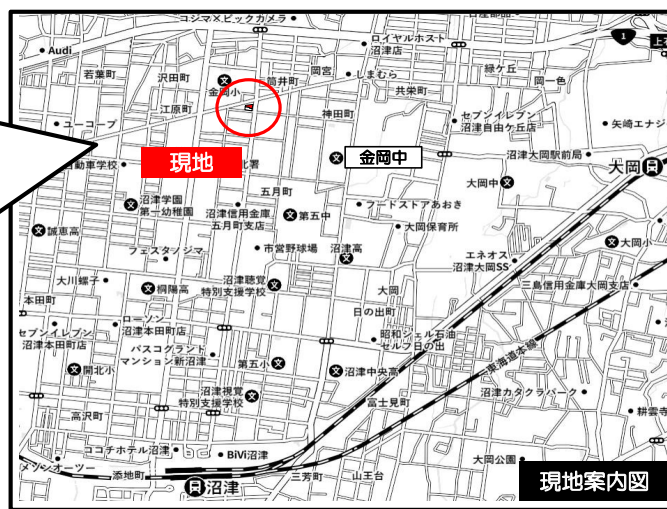 コジマ×ビックカメラ
Audi
ロイヤルホスト
沼津店
1
若葉町
沢田町
岡宮
しまむら
緑ケ丘
岡一色
金岡小
筒井町
共栄町
江原町
神田町
ユーコープ
セブンイレブン
沼津自由ケ丘店
矢崎エナジ
現地
金岡中
沼津大岡駅前局
大岡
自動車学校
北署
五月町
大岡中
沼津学園
第一幼稚園
沼津信用金庫
五月町支店
第五中
フードストアあおき
大岡保育所
誠恵高
フェスタノジマ
市営野球場
沼津高
エネオス
沼津大岡SS
大岡小
大川螺子
桐陽高
沼津聴覚
特別支援学校
大岡
三島信用金庫大岡支店
本田町
日の出町
セブンイレブン
沼津本田町店
ローソン
沼津本田町店
昭和シェル石油
セルフ日の出
パスコグランド
マンション新沼津
第五小
東海道本線
開北小
沼津中央高
沼津視覚
特別支援学校
富士見町
沼津カタクラパーク
高沢町
耕雲寺
ココチホテル沼津
BiVi沼津
メゾンオーツー
添地町
大岡公園
沼津
三芳町
山王台
現地案内図